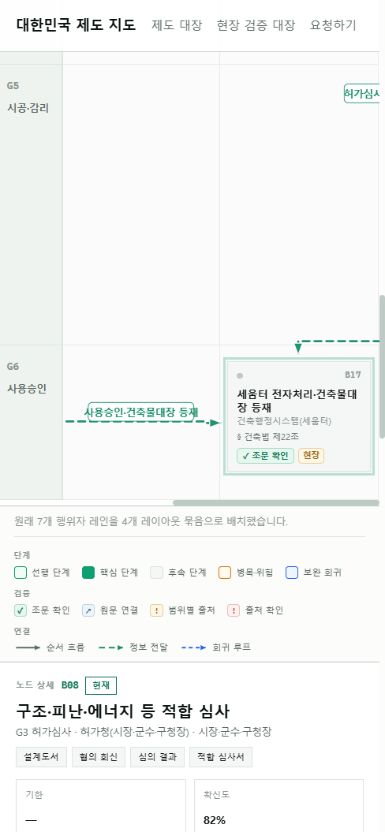 대한민국 제도 지도 제도 대장 현장 검증 대장 요청하기
G5
시공·감리
허가심사
G6
사용승인
사용승인·건축물대장 등재
B17
세움터 전자처리·건축물대
장 등재
건축행정시스템(세움터)
§ 건축법 제22조
✓ 조문 확인 현장
원래 7개 행위자 레인을 4개 레이아웃 묶음으로 배치했습니다.
단계
선행 단계 핵심 단계 후속 단계 병목·위험 보완 회귀
검증
✓ 조문 확인 ↗ 원문 연결 ! 범위별 출처 ! 출처 확인
연결
순서 흐름 정보 전달 회귀 루프
노드 상세 B08 현재
구조·피난·에너지 등 적합 심사
G3 허가심사 · 허가청(시장·군수·구청장) · 시장·군수·구청장
설계도서 협의 회신 심의 결과 적합 심사서
기한 확신도
— 82%